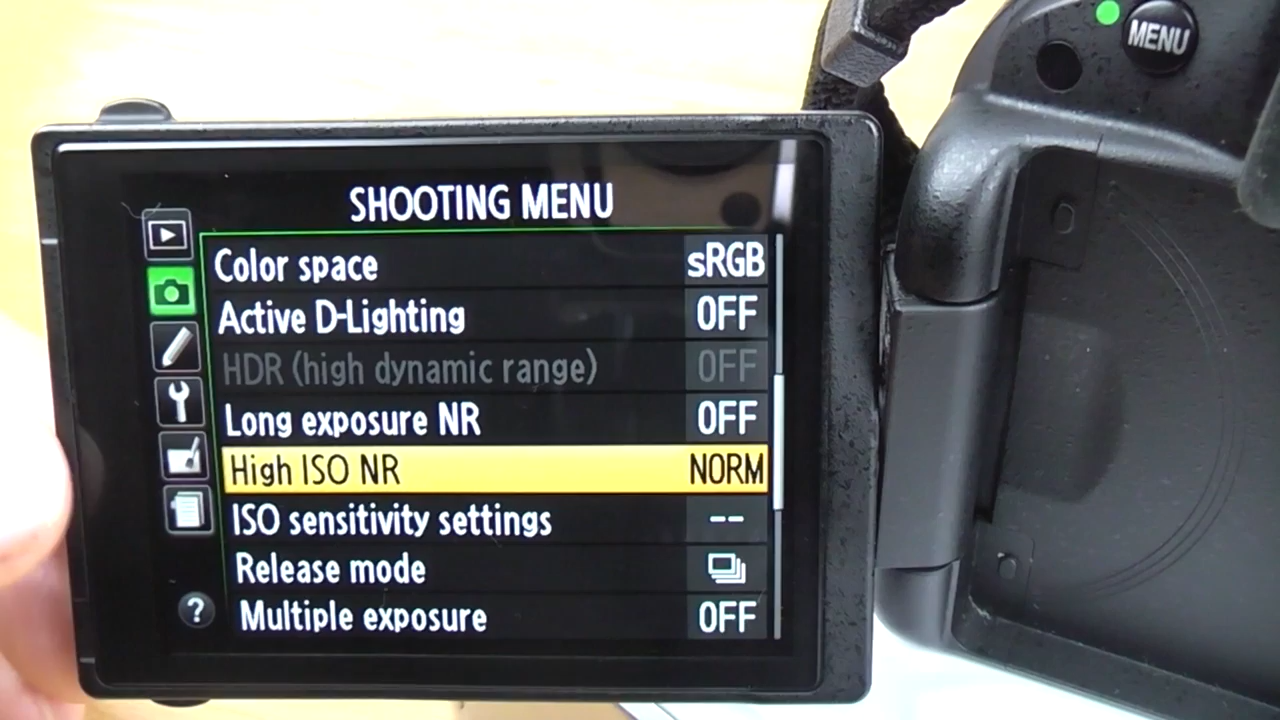 MENU
SHOOTING MENU
Color space sRGB
Active D-Lighting OFF
HDR (high dynamic range) OFF
Long exposure NR OFF
High ISO NR NORM
ISO sensitivity settings --
Release mode
Multiple exposure OFF
?